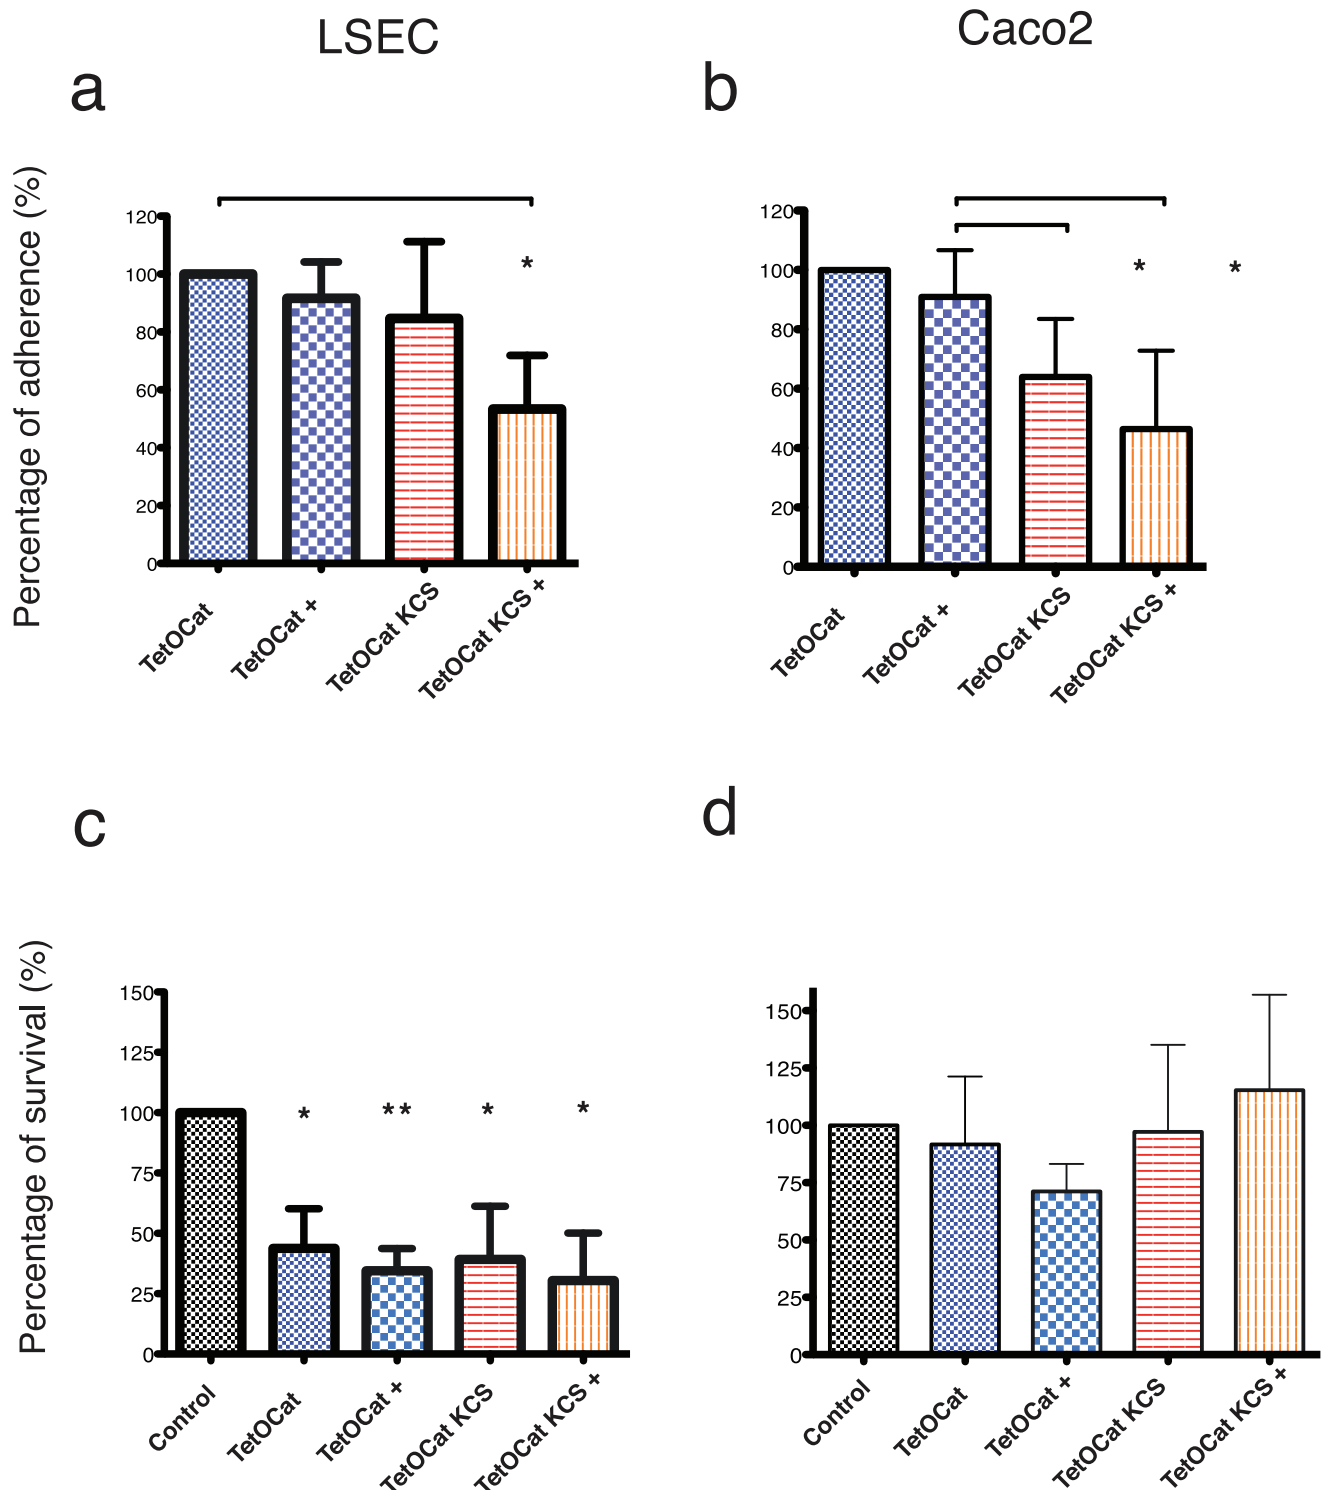 LSEC
Caco2
a
b
Percentage of adherence (%)
120
100
80
60
40
20
0
*
TetOCat
TetOCat +
TetOCat KCS
TetOCat KCS +
120
100
80
60
40
20
0
*
*
TetOCat
TetOCat +
TetOCat KCS
TetOCat KCS +
c
d
Percentage of survival (%)
150
125
100
75
50
25
0
*
**
*
*
Control
TetOCat
TetOCat +
TetOCat KCS
TetOCat KCS +
150
125
100
75
50
25
0
Control
TetOCat
TetOCat +
TetOCat KCS
TetOCat KCS +